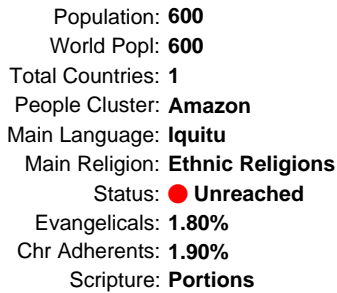 Population: 600
World Popl: 600
Total Countries: 1
People Cluster: Amazon
Main Language: Iquitu
Main Religion: Ethnic Religions
Status: Unreached
Evangelicals: 1.80%
Chr Adherents: 1.90%
Scripture: Portions